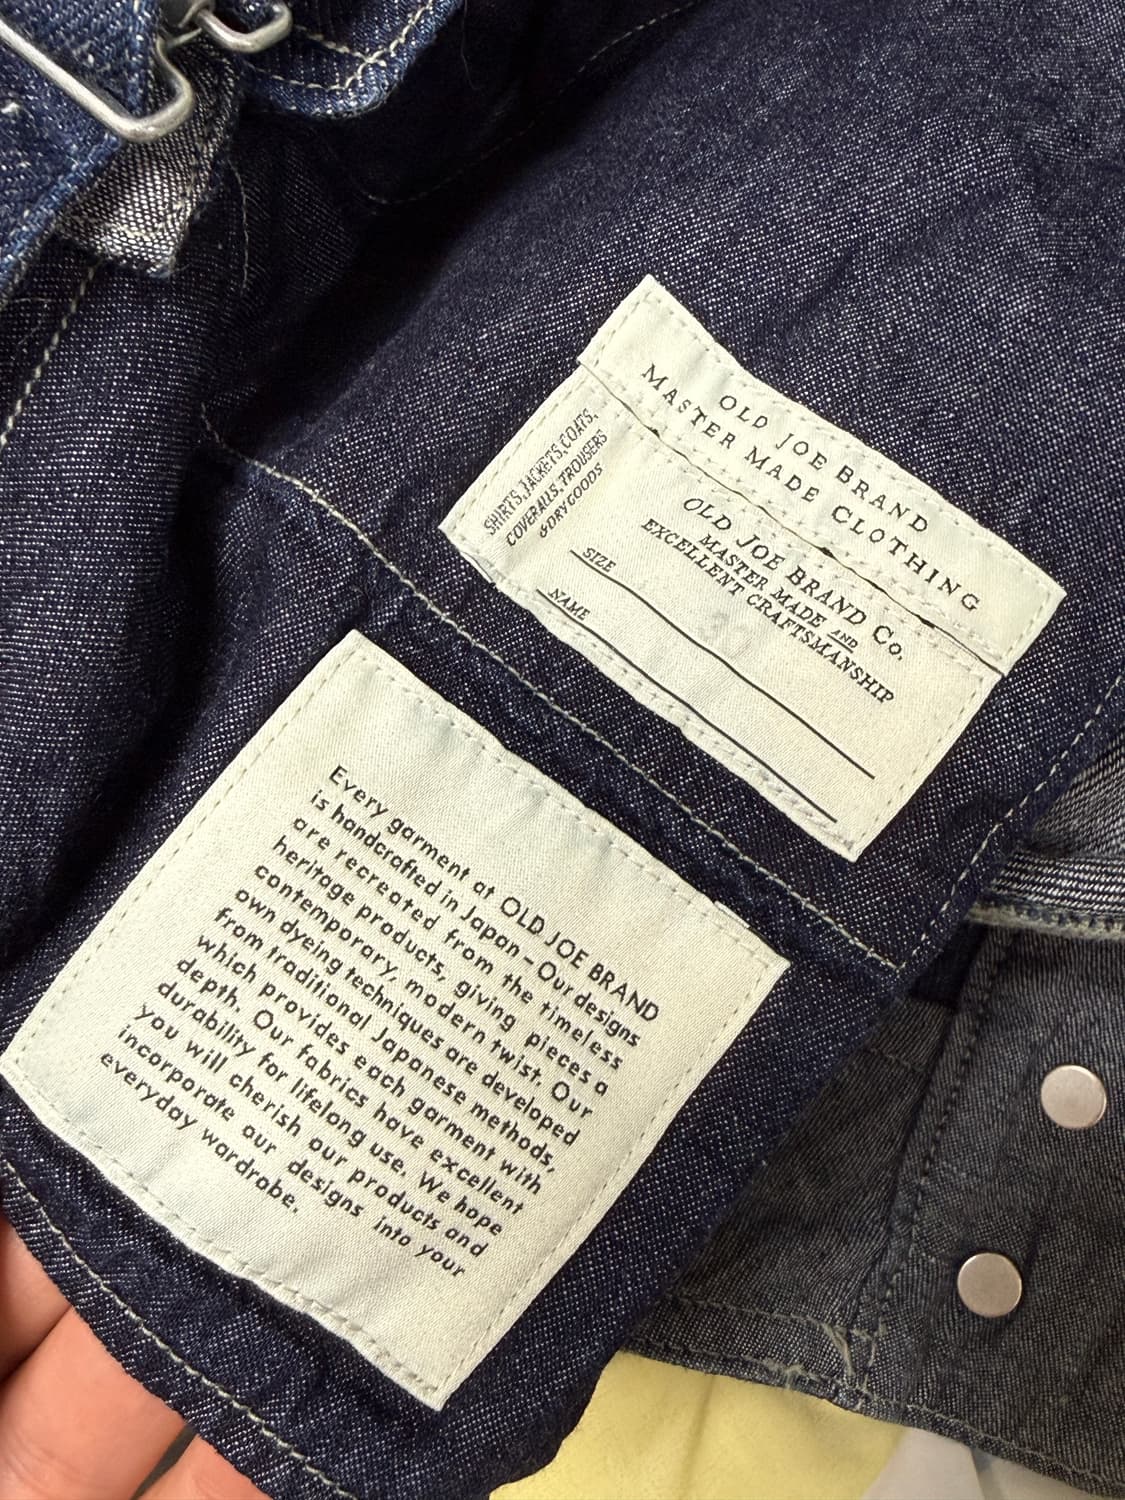 OLD JOE BRAND
MASTER MADE CLOTHING
SHIRTS, JACKETS, COATS,
COVERALLS, TROUSERS
& DRY GOODS
OLD JOE BRAND Co.
MASTER MADE AND
EXCELLENT CRAFTSMANSHIP
SIZE
NAME
Every garment at OLD JOE BRAND
is handcrafted in Japan – Our designs
are recreated from the timeless
heritage products, giving pieces a
contemporary, modern twist. Our
own dyeing techniques are developed
from traditional Japanese methods,
which provides each garment with
depth. Our fabrics have excellent
durability for lifelong use. We hope
you will cherish our products and
incorporate our designs into your
everyday wardrobe.